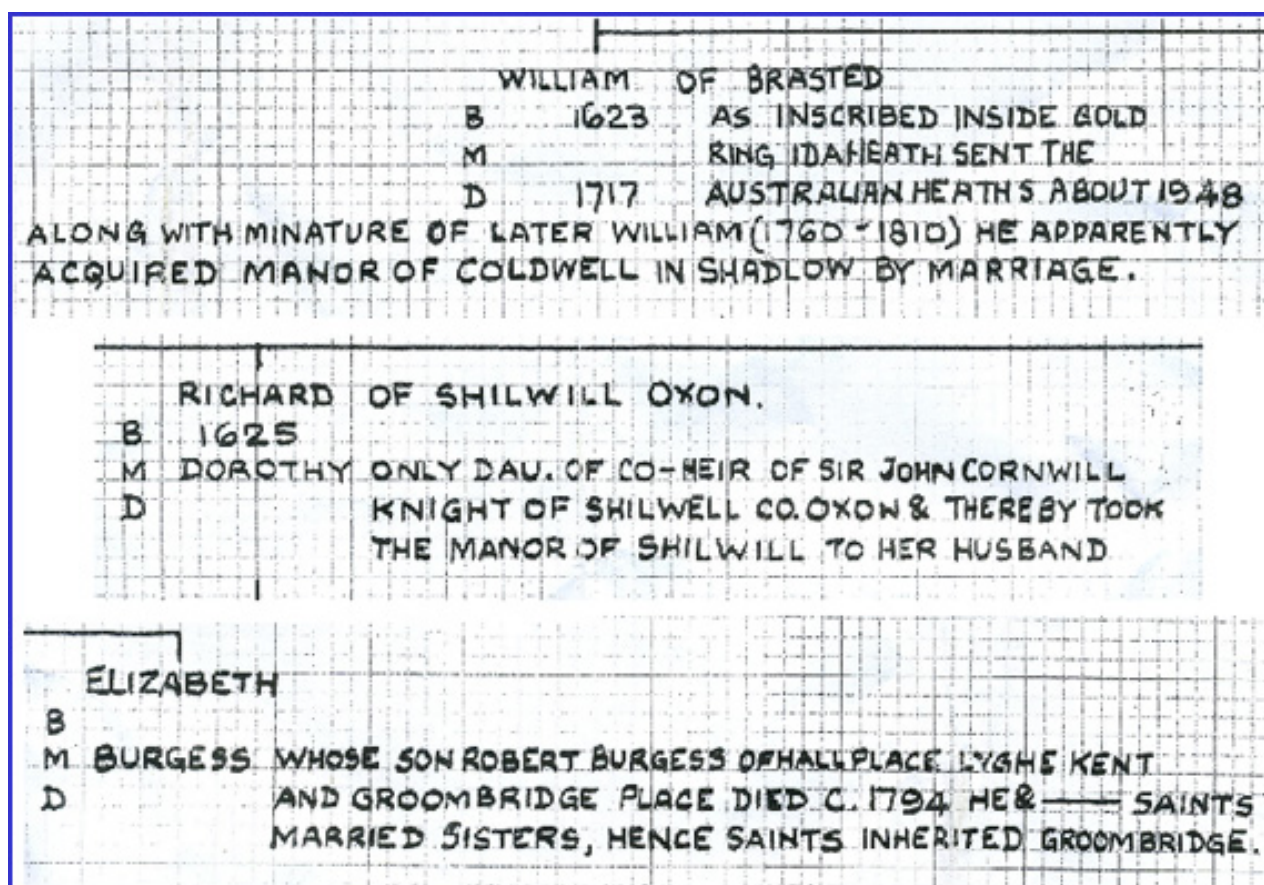 WILLIAM OF BRASTED
B 1623 AS INSCRIBED INSIDE GOLD
M RING IDA HEATH SENT THE
D 1717 AUSTRALIAN HEATHS ABOUT 1948
ALONG WITH MINATURE OF LATER WILLIAM (1760-1810) HE APPARENTLY
ACQUIRED MANOR OF COLDWELL IN SHADLOW BY MARRIAGE.
RICHARD OF SHILWILL OXON.
B 1625
M DOROTHY ONLY DAU. OF CO-HEIR OF SIR JOHN CORNWILL
D KNIGHT OF SHILWELL CO. OXON & THEREBY TOOK
THE MANOR OF SHILWILL TO HER HUSBAND
ELIZABETH
B
M BURGESS WHOSE SON ROBERT BURGESS OF HALL PLACE LYGHE KENT
D AND GROOMBRIDGE PLACE DIED C. 1794 HE & —— SAINTS
MARRIED SISTERS, HENCE SAINTS INHERITED GROOMBRIDGE.